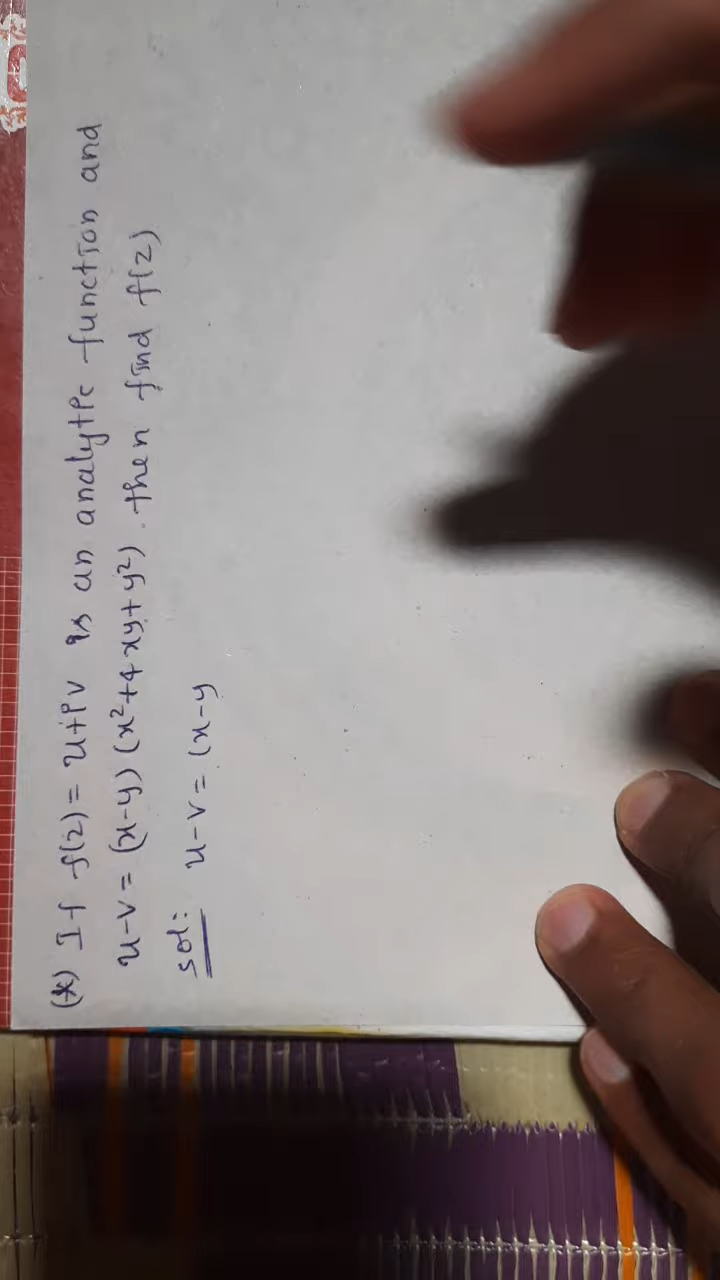 (*) If f(z) = u+iv is an analytic function and
u-v = (x-y) (x²+4xy+y²). then find f(z)
sol: u-v = (x-y